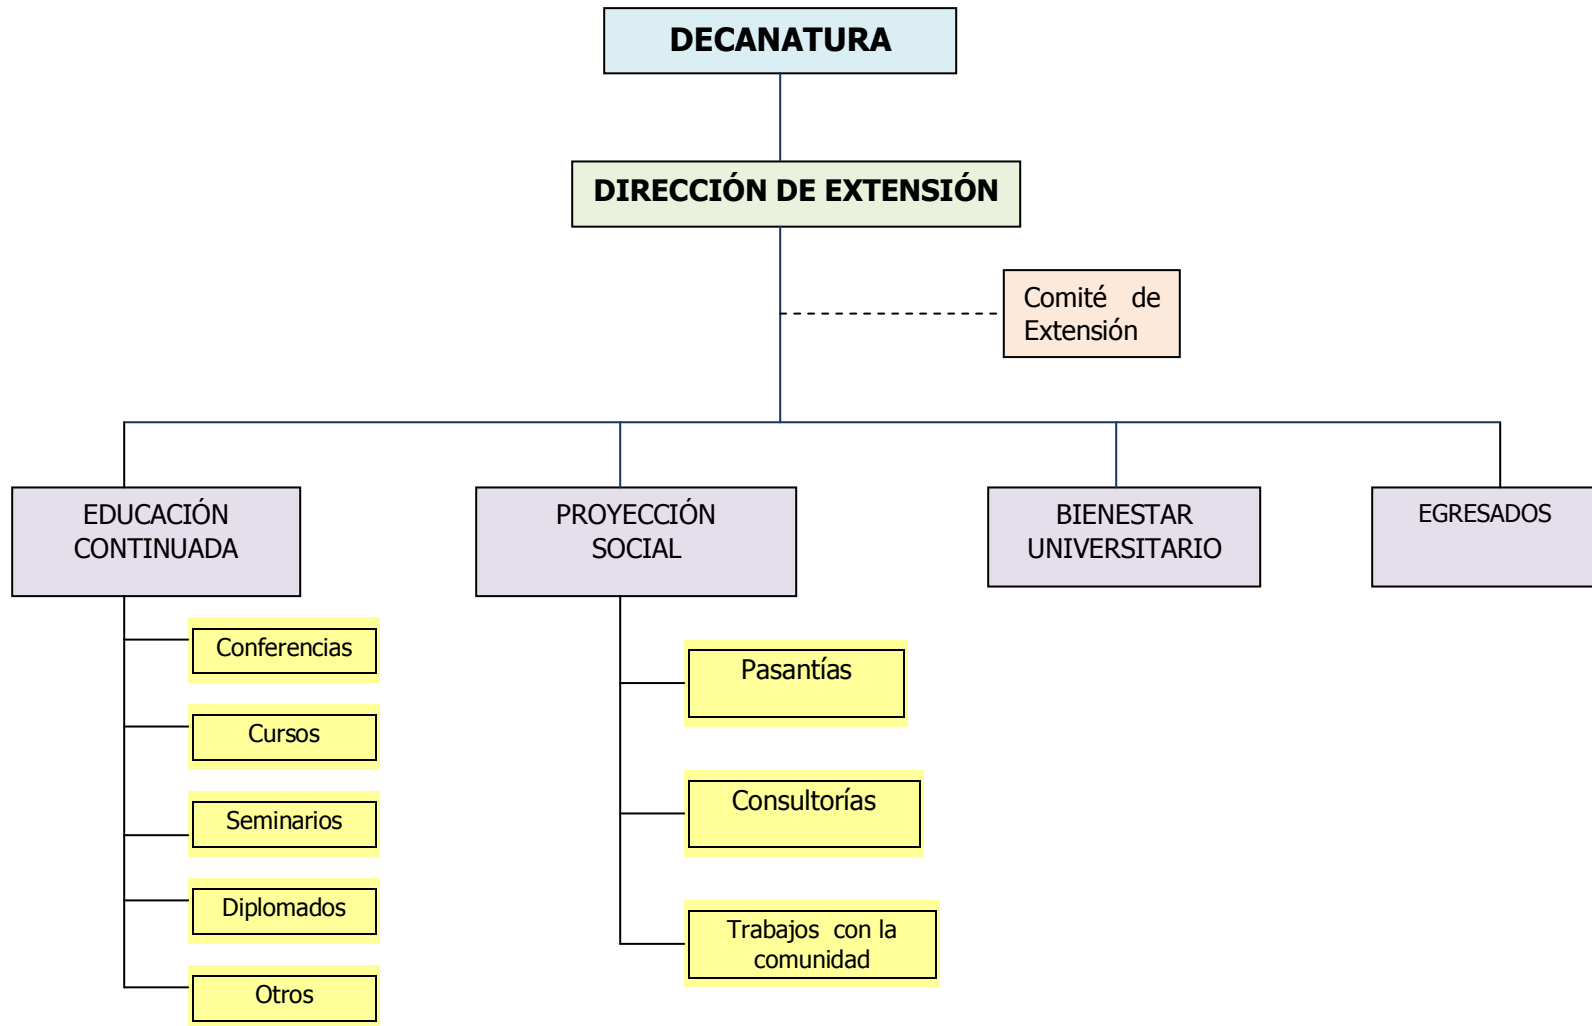 DECANATURA
DIRECCIÓN DE EXTENSIÓN
Comité de
Extensión
EDUCACIÓN
CONTINUADA
PROYECCIÓN
SOCIAL
BIENESTAR
UNIVERSITARIO
EGRESADOS
Conferencias
Cursos
Seminarios
Diplomados
Otros
Pasantías
Consultorías
Trabajos con la
comunidad